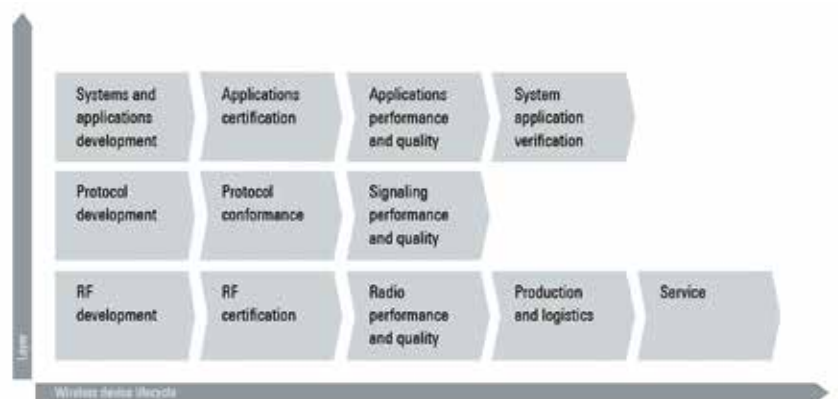 Systems and
applications
development
Applications
certification
Applications
performance
and quality
System
application
verification
Protocol
development
Protocol
conformance
Signaling
performance
and quality
RF
development
RF
certification
Radio
performance
and quality
Production
and logistics
Service
Layer
Wireless device lifecycle